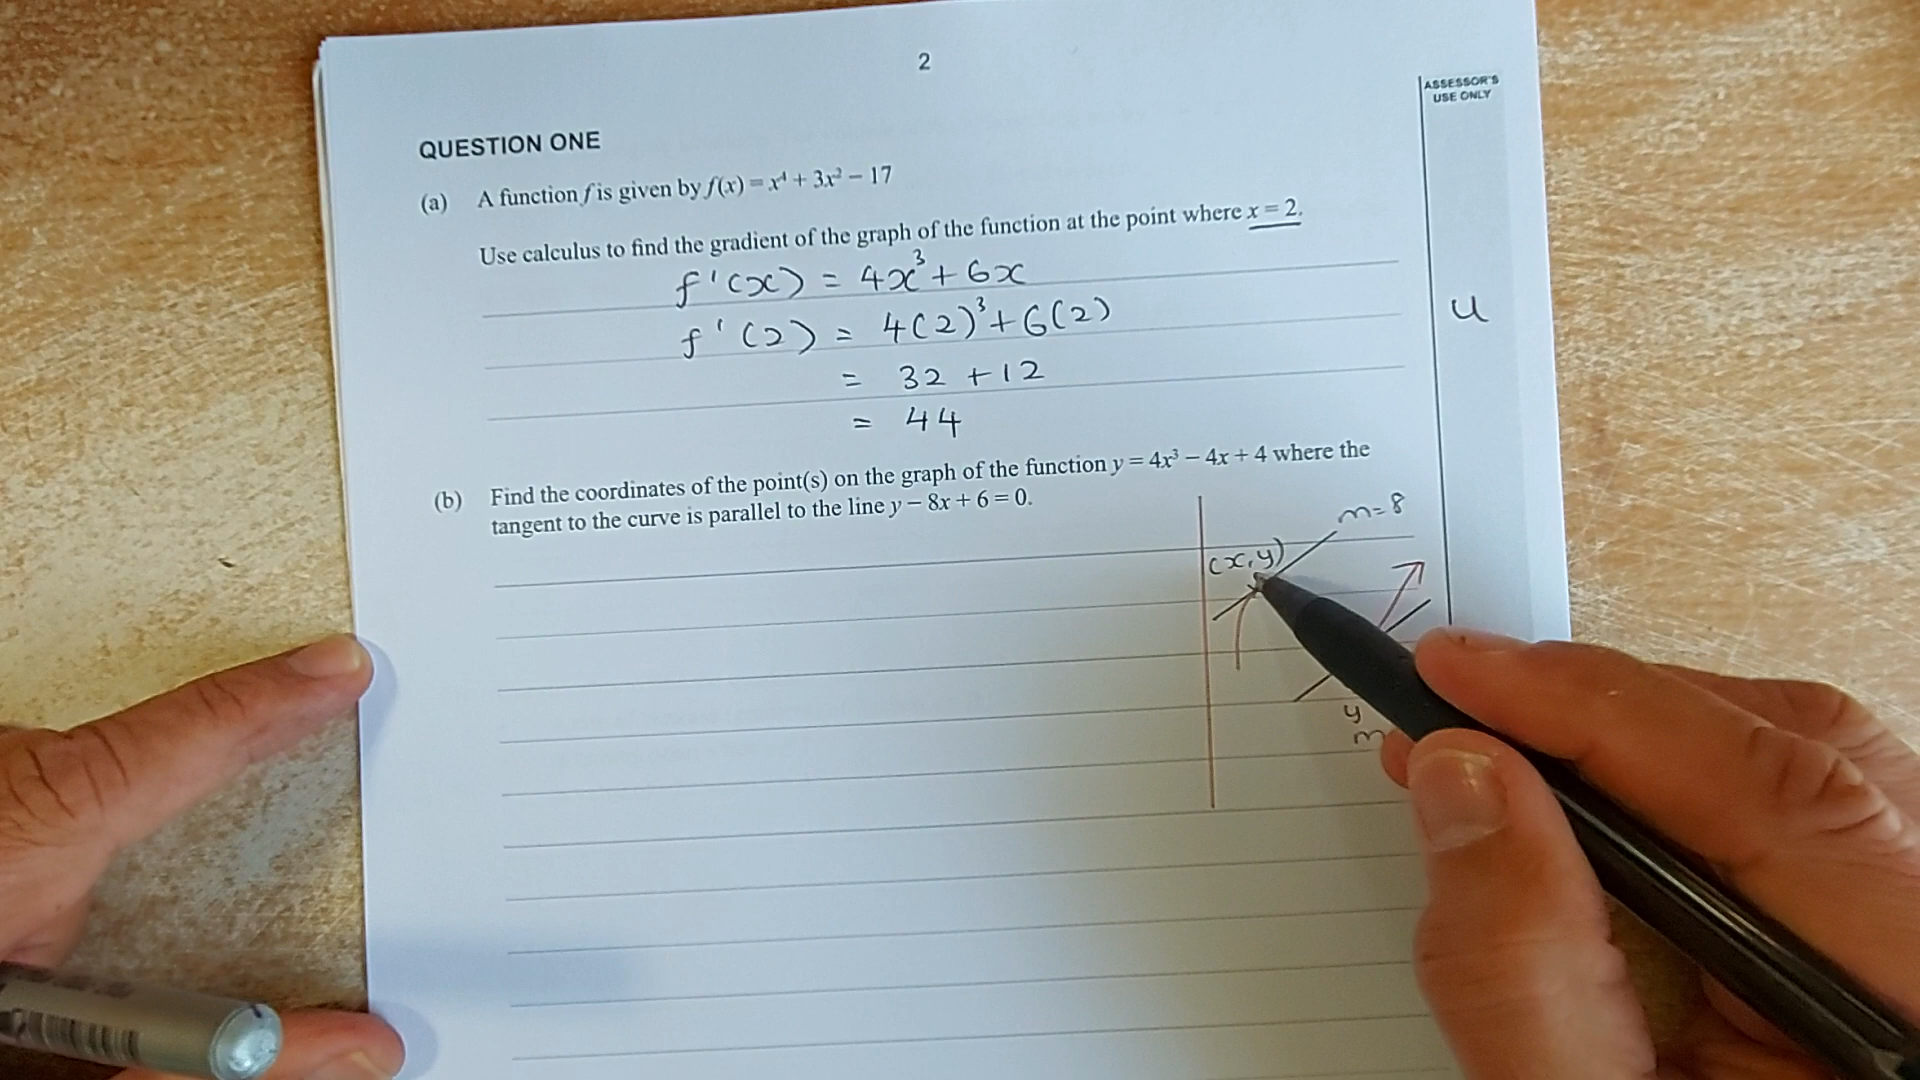 2
ASSESSOR'S
USE ONLY
QUESTION ONE
(a) A function f is given by f(x) = x⁴ + 3x² − 17
Use calculus to find the gradient of the graph of the function at the point where x = 2.
f'(x) = 4x³ + 6x
f'(2) = 4(2)³ + 6(2)
= 32 + 12
= 44
u
(b) Find the coordinates of the point(s) on the graph of the function y = 4x³ − 4x + 4 where the
tangent to the curve is parallel to the line y − 8x + 6 = 0.
m = 8
(x, y)
y
m